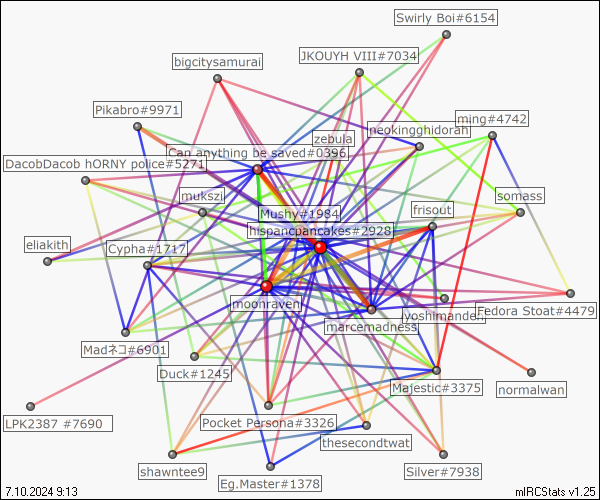 Swirly Boi#6154
JKOUYH VIII#7034
bigcitysamurai
Pikabro#9971
ming#4742
neokingghidorah
zebula
Can anything be saved#0396
DacobDacob hORNY police#5271
mukszi
somass
Mushy#1984
frisout
hispancpancakes#2928
eliakith
Cypha#1717
moonraven
yoshimanden
Fedora Stoat#4479
marcemadness
Madネコ#6901
Duck#1245
Majestic#3375
normalwan
LPK2387 #7690
Pocket Persona#3326
thesecondtwat
shawntee9
Eg.Master#1378
Silver#7938
7.10.2024 9:13
mIRCStats v1.25